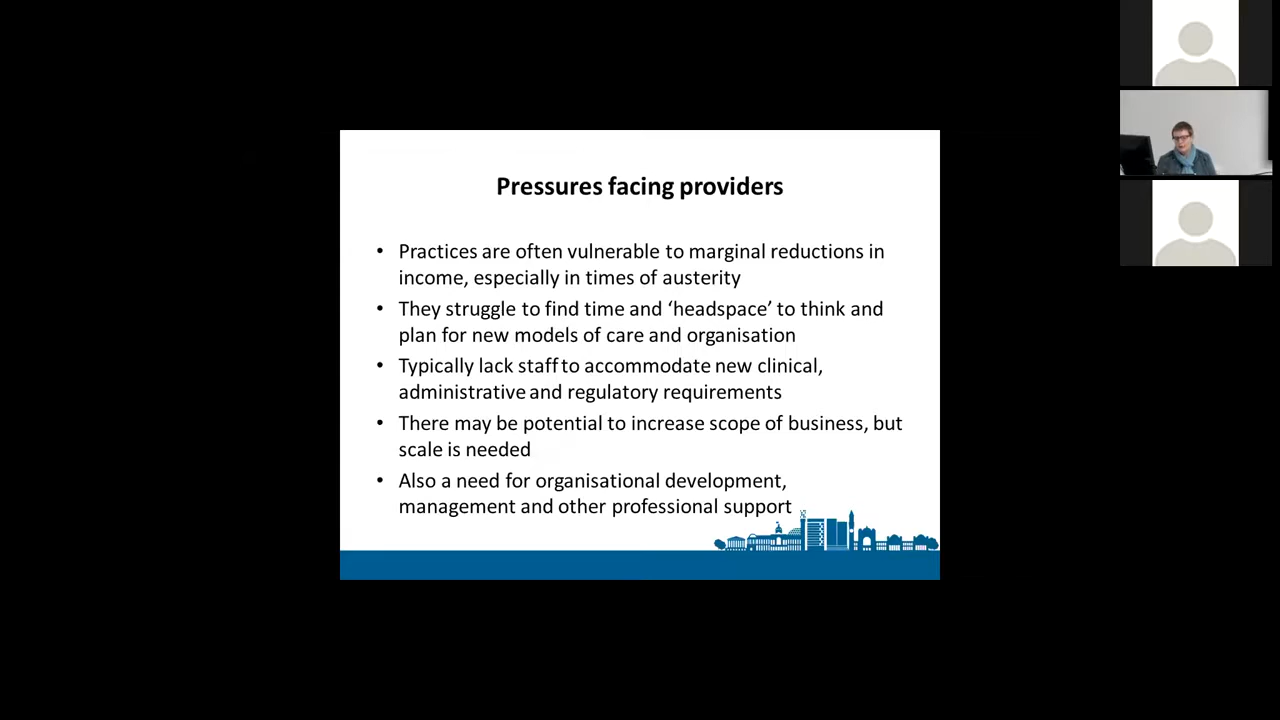 Pressures facing providers
• Practices are often vulnerable to marginal reductions in
income, especially in times of austerity
• They struggle to find time and ‘headspace’ to think and
plan for new models of care and organisation
• Typically lack staff to accommodate new clinical,
administrative and regulatory requirements
• There may be potential to increase scope of business, but
scale is needed
• Also a need for organisational development,
management and other professional support